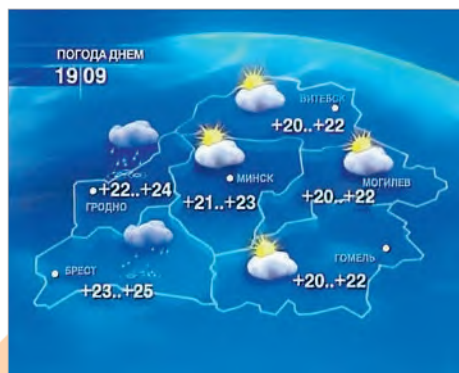 ПОГОДА ДНЕМ
19|09
ВИТЕБСК
+20..+22
+22..+24
ГРОДНО
МИНСК
+21..+23
МОГИЛЕВ
+20..+22
БРЕСТ
+23..+25
ГОМЕЛЬ
+20..+22